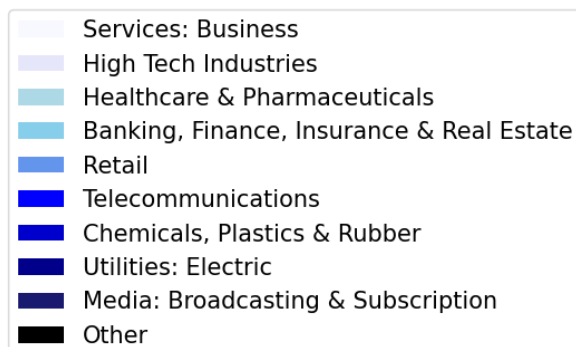 Services: Business
High Tech Industries
Healthcare & Pharmaceuticals
Banking, Finance, Insurance & Real Estate
Retail
Telecommunications
Chemicals, Plastics & Rubber
Utilities: Electric
Media: Broadcasting & Subscription
Other